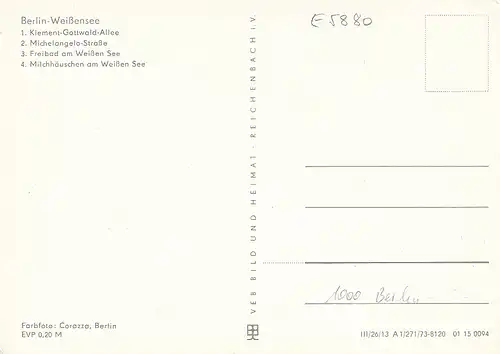 Berlin-Weißensee
1. Klement-Gottwald-Allee
2. Michelangelo-Straße
3. Freibad am Weißen See
4. Milchhäuschen am Weißen See
Farbfoto: Corazza, Berlin
EVP 0,20 M
VEB BILD UND HEIMAT · REICHENBACH I. V.
E 5880
1000 Berlin
III/26/13 A 1/271/73-8120 01 15 0094